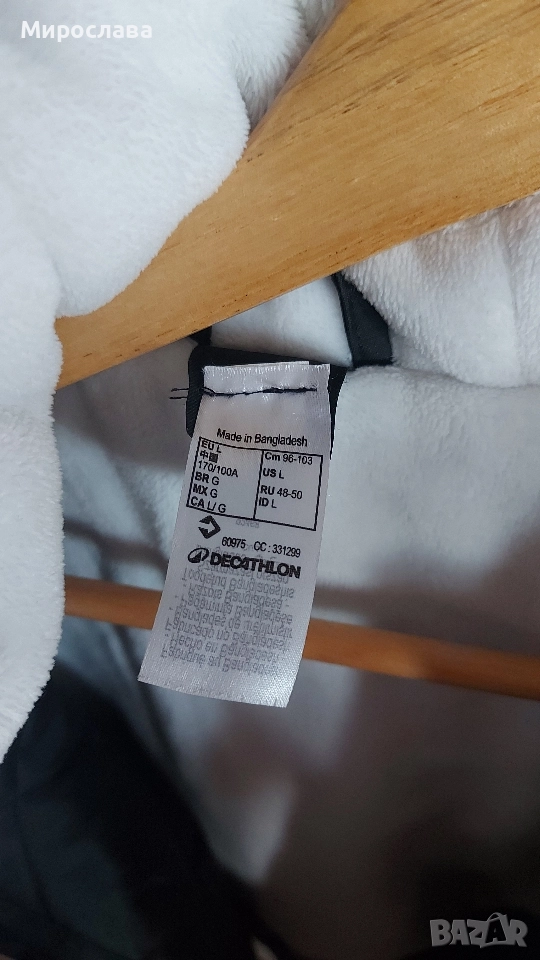 Мирослава
Made in Bangladesh
EU L
中国
170/100A
BR G
MX G
CA L/G
Cm 96-103
US L
RU 48-50
ID L
60975 CC : 331299
DECATHLON
BAZAR